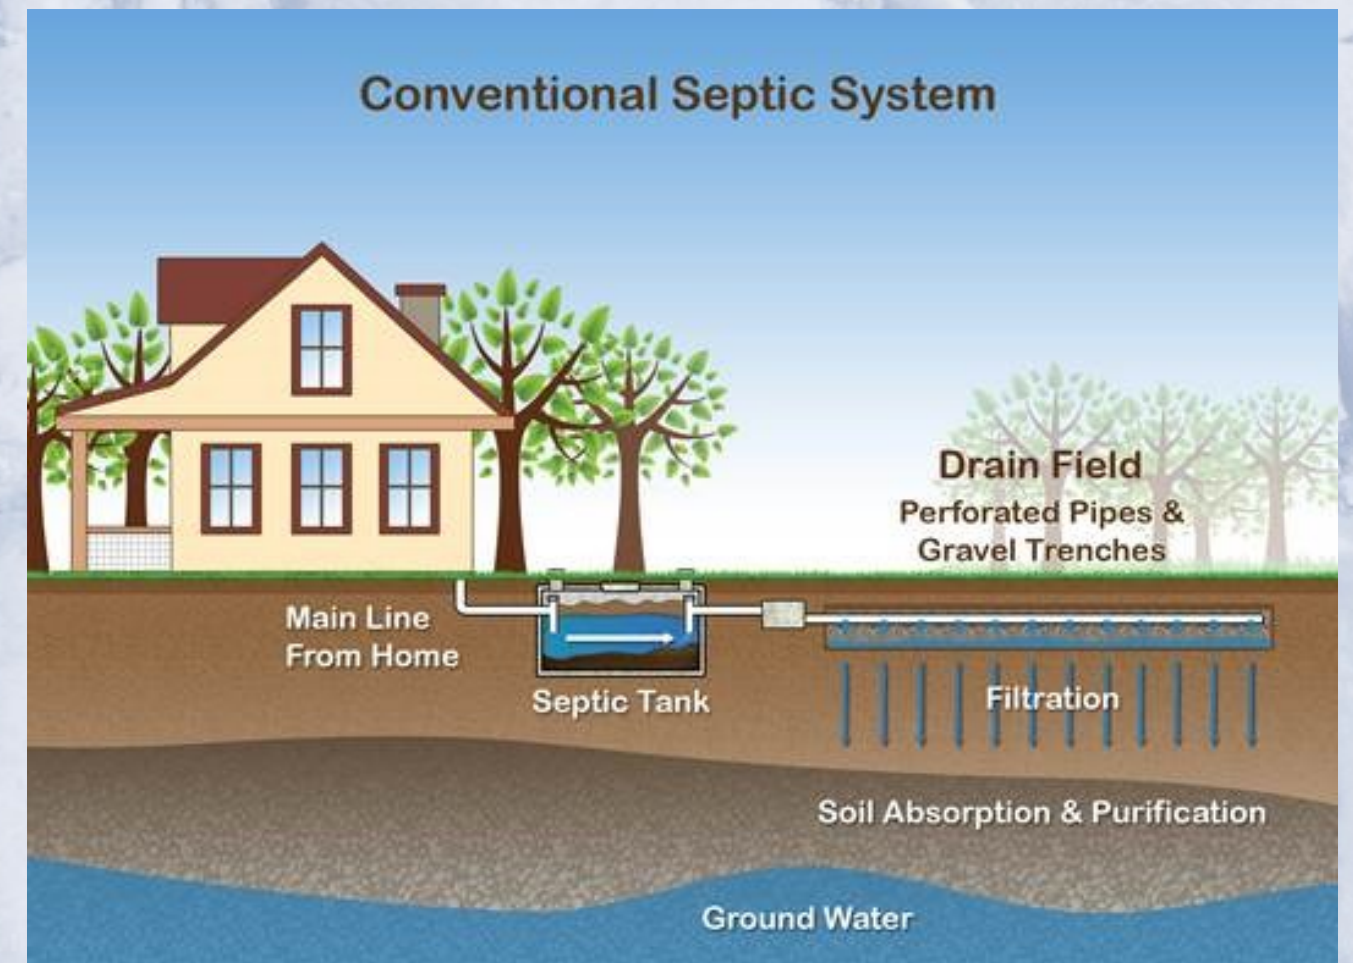 Conventional Septic System
Drain Field
Perforated Pipes &
Gravel Trenches
Main Line
From Home
Septic Tank
Filtration
Soil Absorption & Purification
Ground Water